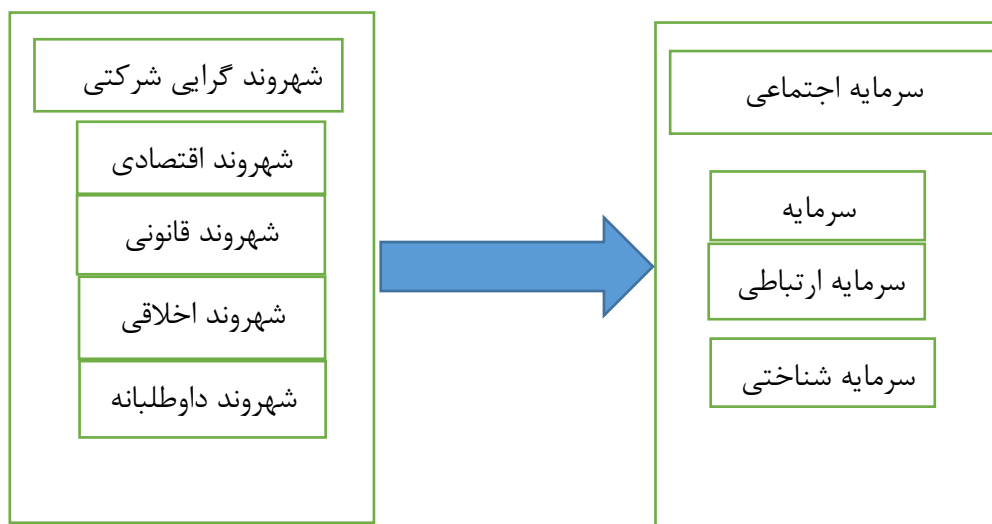 شهروند گرایی شرکتی
شهروند اقتصادی
شهروند قانونی
شهروند اخلاقی
شهروند داوطلبانه
سرمایه اجتماعی
سرمایه
سرمایه ارتباطی
سرمایه شناختی